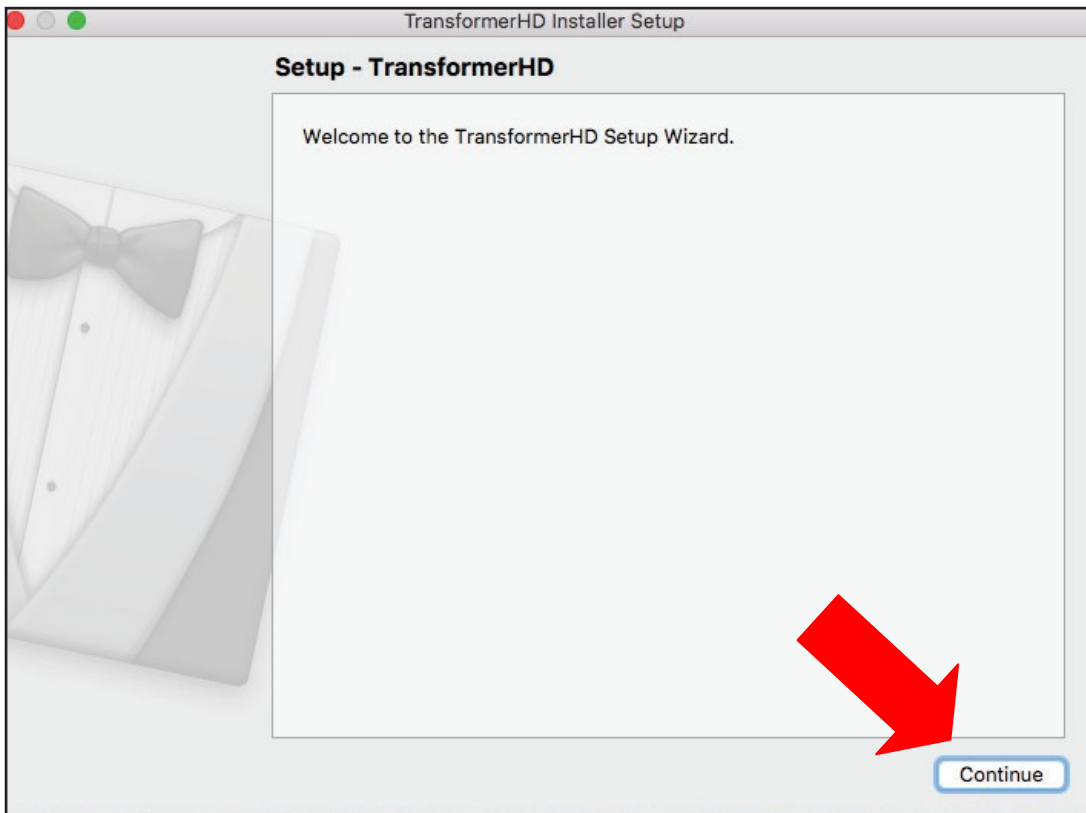 TransformerHD Installer Setup
Setup - TransformerHD
Welcome to the TransformerHD Setup Wizard.
Continue